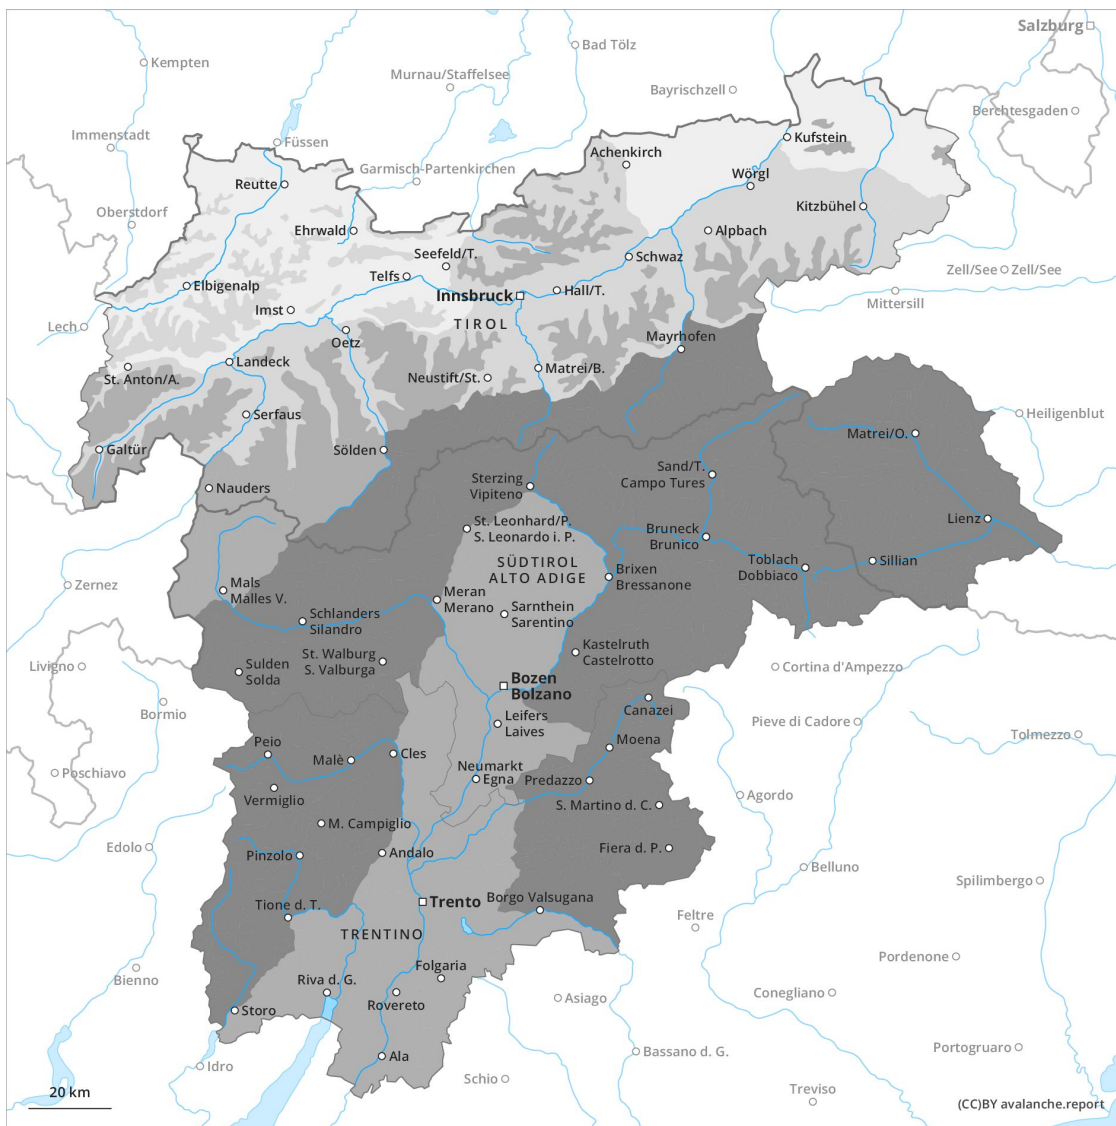 Salzburg
Bad Tölz
Kempten
Murnau/Staffelsee
Bayrischzell
Berchtesgaden
Immenstadt
Füssen
Kufstein
Achenkirch
Garmisch-Partenkirchen
Wörgl
Reutte
Kitzbühel
Oberstdorf
Ehrwald
Alpbach
Seefeld/T.
Schwaz
Zell/See
Zell/See
Telfs
Elbigenalp
Innsbruck
Hall/T.
Mittersill
Imst
TIROL
Lech
Oetz
Mayrhofen
Landeck
Matrei/B.
St. Anton/A.
Neustift/St.
Serfaus
Heiligenblut
Matrei/O.
Galtür
Sölden
Sand/T.
Campo Tures
Sterzing
Vipiteno
Nauders
Lienz
St. Leonhard/P.
S. Leonardo i. P.
Bruneck
Brunico
SÜDTIROL
ALTO ADIGE
Toblach
Dobbiaco
Sillian
Brixen
Bressanone
Zernez
Mals
Malles V.
Meran
Merano
Sarnthein
Sarentino
Schlanders
Silandro
Kastelruth
Castelrotto
St. Walburg
S. Valburga
Livigno
Sulden
Solda
Cortina d'Ampezzo
Bozen
Bolzano
Bormio
Canazei
Leifers
Laives
Pieve di Cadore
Tolmezzo
Peio
Moena
Malè
Cles
Neumarkt
Egna
Poschiavo
Predazzo
Vermiglio
Agordo
S. Martino d. C.
M. Campiglio
Edolo
Pinzolo
Andalo
Fiera d. P.
Belluno
Spilimbergo
Borgo Valsugana
Trento
Tione d. T.
Feltre
TRENTINO
Pordenone
Folgaria
Bienno
Riva d. G.
Conegliano
Asiago
Rovereto
Storo
Portogruaro
Bassano d. G.
Ala
Idro
Schio
Treviso
20 km
(CC)BY avalanche.report